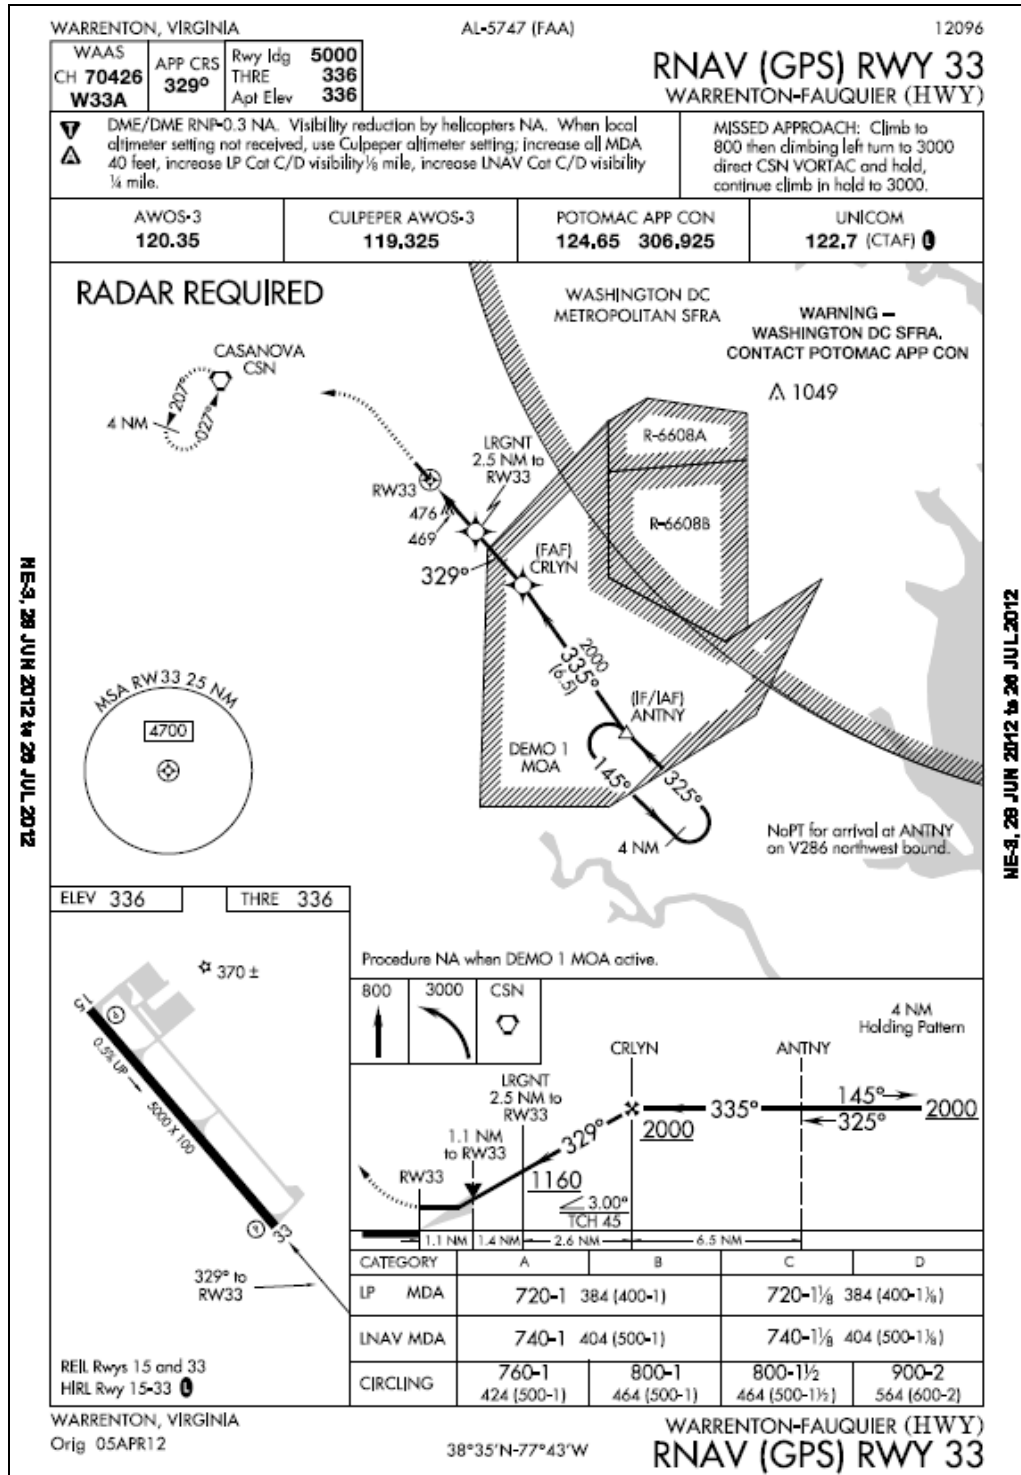 WARRENTON, VIRGINIA
AL-5747 (FAA)
12096
WAAS
CH 70426
W33A
APP CRS
329°
Rwy ldg 5000
THRE 336
Apt Elev 336
RNAV (GPS) RWY 33
WARRENTON-FAUQUIER (HWY)
T
A
DME/DME RNP-0.3 NA. Visibility reduction by helicopters NA. When local
altimeter setting not received, use Culpeper altimeter setting; increase all MDA
40 feet, increase LP Cat C/D visibility ⅛ mile, increase LNAV Cat C/D visibility
¼ mile.
MISSED APPROACH: Climb to
800 then climbing left turn to 3000
direct CSN VORTAC and hold,
continue climb in hold to 3000.
AWOS-3
120.35
CULPEPER AWOS-3
119.325
POTOMAC APP CON
124.65 306.925
UNICOM
122.7 (CTAF) L
RADAR REQUIRED
WASHINGTON DC
METROPOLITAN SFRA
WARNING –
WASHINGTON DC SFRA.
CONTACT POTOMAC APP CON
1049
CASANOVA
CSN
207°
027°
4 NM
R-6608A
LRGNT
2.5 NM to
RW33
RW33
476
469
R-6608B
(FAF)
CRLYN
329°
2000
335°
(6.5)
(IF/IAF)
ANTNY
MSA RW33 25 NM
4700
DEMO 1
MOA
145°
325°
4 NM
NoPT for arrival at ANTNY
on V286 northwest bound.
NE-3, 28 JUN 2012 to 26 JUL 2012
NE-3, 28 JUN 2012 to 26 JUL 2012
ELEV 336
THRE 336
370 ±
15
0.5% UP
5000 X 100
33
329° to
RW33
REIL Rwys 15 and 33
HIRL Rwy 15-33 L
Procedure NA when DEMO 1 MOA active.
800
3000
CSN
4 NM
Holding Pattern
CRLYN
ANTNY
LRGNT
2.5 NM to
RW33
145°
335°
325°
2000
2000
329°
1.1 NM
to RW33
RW33
1160
3.00°
TCH 45
1.1 NM
1.4 NM
2.6 NM
6.5 NM
CATEGORY A B C D
LP MDA 720-1 384 (400-1) 720-1⅛ 384 (400-1⅛)
LNAV MDA 740-1 404 (500-1) 740-1⅛ 404 (500-1⅛)
CIRCLING 760-1 800-1 800-1½ 900-2
424 (500-1) 464 (500-1) 464 (500-1½) 564 (600-2)
WARRENTON, VIRGINIA
Orig 05APR12
38°35'N-77°43'W
WARRENTON-FAUQUIER (HWY)
RNAV (GPS) RWY 33